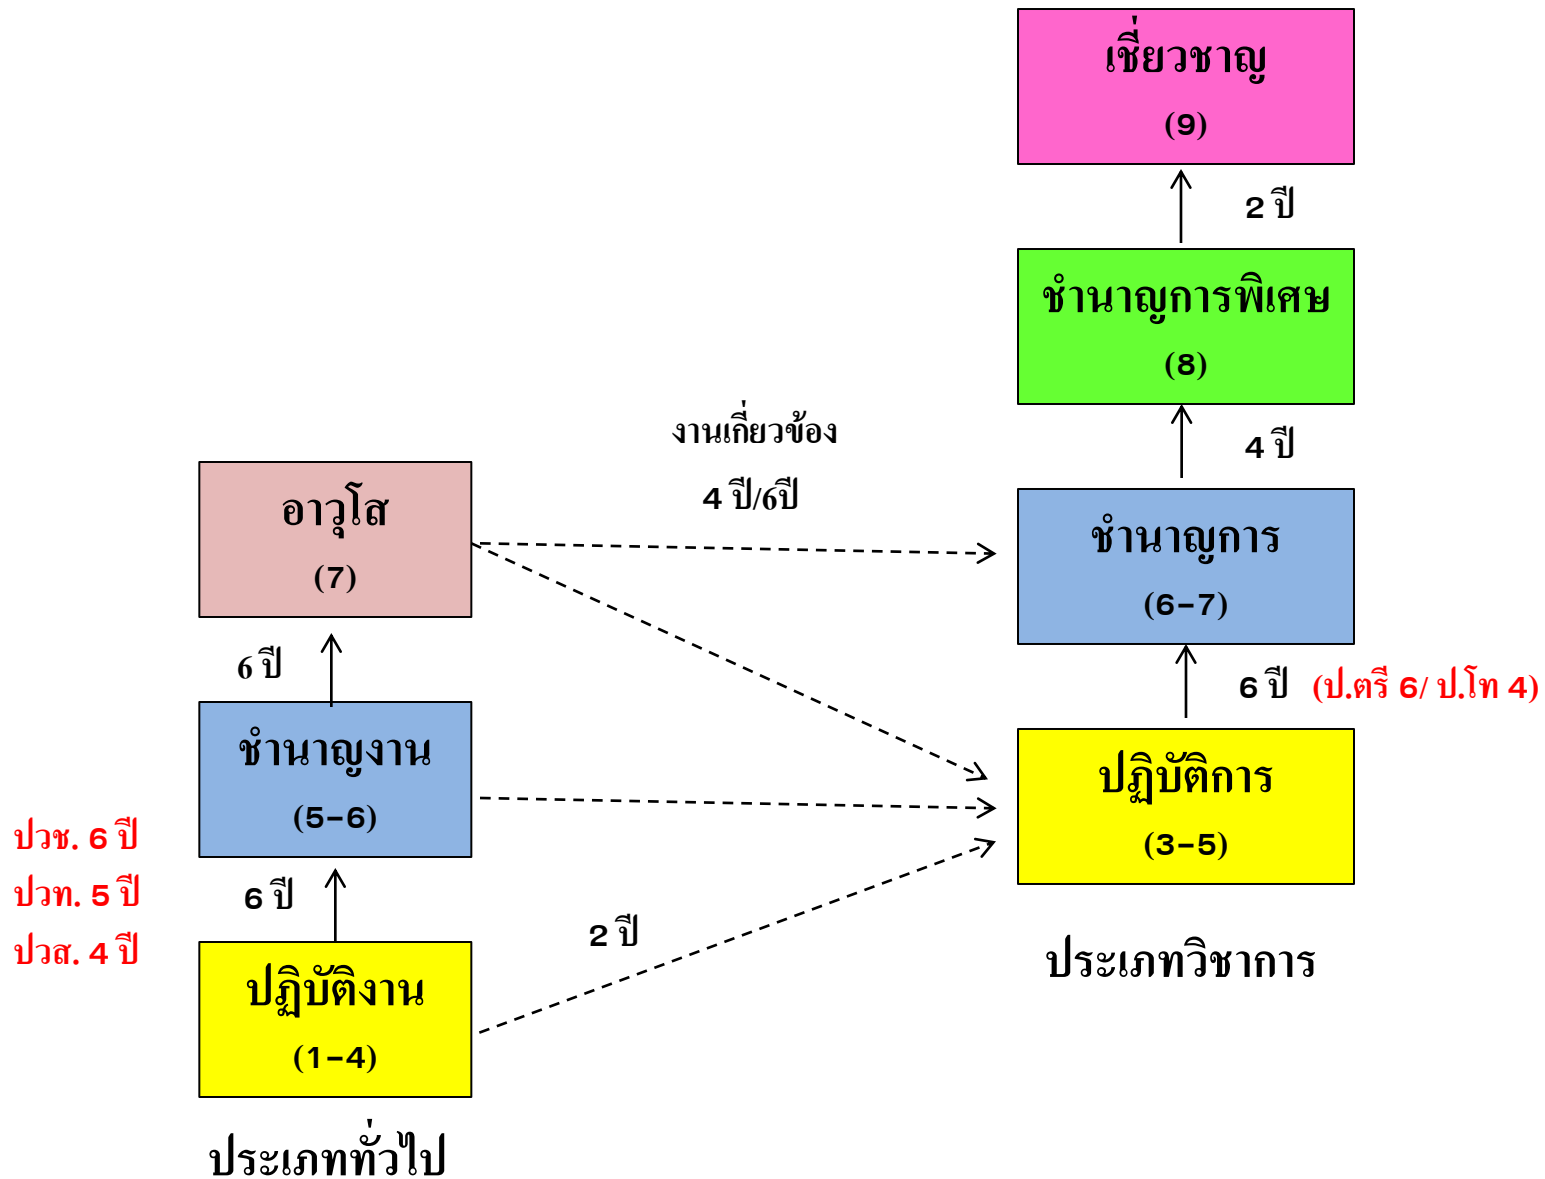 เชี่ยวชาญ
(9)
2 ปี
ชำนาญการพิเศษ
(8)
4 ปี
งานเกี่ยวข้อง
4 ปี/6ปี
อาวุโส
(7)
ชำนาญการ
(6-7)
6 ปี
6 ปี (ป.ตรี 6/ ป.โท 4)
ชำนาญงาน
(5-6)
ปฏิบัติการ
(3-5)
ปวช. 6 ปี
ปวท. 5 ปี
ปวส. 4 ปี
6 ปี
2 ปี
ประเภทวิชาการ
ปฏิบัติงาน
(1-4)
ประเภททั่วไป